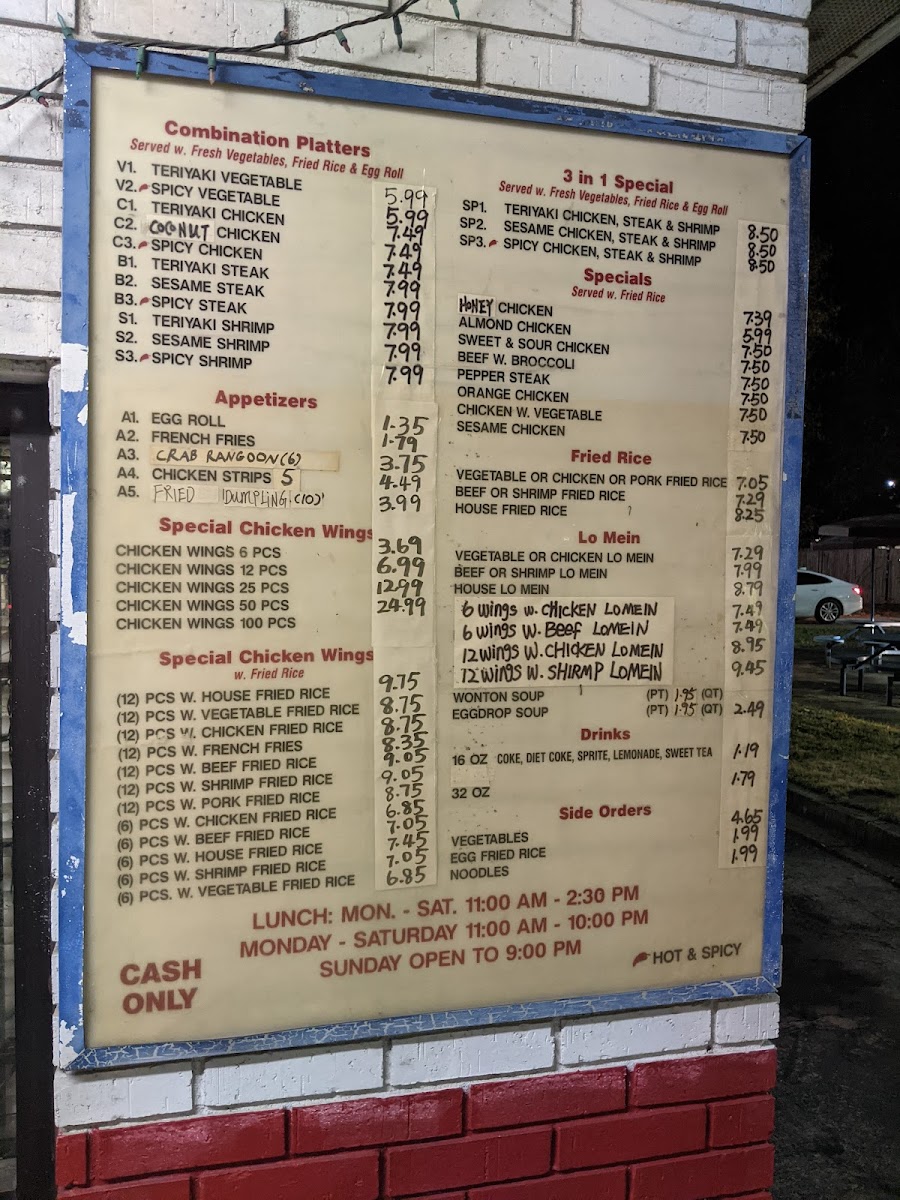 Combination Platters
Served w. Fresh Vegetables, Fried Rice & Egg Roll
V1. TERIYAKI VEGETABLE
V2. SPICY VEGETABLE
C1. TERIYAKI CHICKEN
C2. COCONUT CHICKEN
C3. SPICY CHICKEN
B1. TERIYAKI STEAK
B2. SESAME STEAK
B3. SPICY STEAK
S1. TERIYAKI SHRIMP
S2. SESAME SHRIMP
S3. SPICY SHRIMP
5.99
5.99
7.49
7.49
7.49
7.99
7.99
7.99
7.99
7.99
Appetizers
A1. EGG ROLL 1.35
A2. FRENCH FRIES 1.79
A3. CRAB RANGOON (6) 3.75
A4. CHICKEN STRIPS 5 4.49
A5. FRIED DUMPLING (10) 3.99
Special Chicken Wings
CHICKEN WINGS 6 PCS 3.69
CHICKEN WINGS 12 PCS 6.99
CHICKEN WINGS 25 PCS 12.99
CHICKEN WINGS 50 PCS 24.99
CHICKEN WINGS 100 PCS
Special Chicken Wings
w. Fried Rice
(12) PCS W. HOUSE FRIED RICE 9.75
(12) PCS W. VEGETABLE FRIED RICE 8.75
(12) PCS W. CHICKEN FRIED RICE 8.75
(12) PCS W. FRENCH FRIES 8.35
(12) PCS W. BEEF FRIED RICE 9.05
(12) PCS W. SHRIMP FRIED RICE 9.05
(12) PCS W. PORK FRIED RICE 8.75
(6) PCS W. CHICKEN FRIED RICE 6.85
(6) PCS W. BEEF FRIED RICE 7.05
(6) PCS W. HOUSE FRIED RICE 7.45
(6) PCS W. SHRIMP FRIED RICE 7.05
(6) PCS. W. VEGETABLE FRIED RICE 6.85
3 in 1 Special
Served w. Fresh Vegetables, Fried Rice & Egg Roll
SP1. TERIYAKI CHICKEN, STEAK & SHRIMP 8.50
SP2. SESAME CHICKEN, STEAK & SHRIMP 8.50
SP3. SPICY CHICKEN, STEAK & SHRIMP 8.50
Specials
Served w. Fried Rice
HONEY CHICKEN 7.39
ALMOND CHICKEN 5.99
SWEET & SOUR CHICKEN 7.50
BEEF W. BROCCOLI 7.50
PEPPER STEAK 7.50
ORANGE CHICKEN 7.50
CHICKEN W. VEGETABLE 7.50
SESAME CHICKEN 7.50
Fried Rice
VEGETABLE OR CHICKEN OR PORK FRIED RICE 7.05
BEEF OR SHRIMP FRIED RICE 7.29
HOUSE FRIED RICE 8.25
Lo Mein
VEGETABLE OR CHICKEN LO MEIN 7.29
BEEF OR SHRIMP LO MEIN 7.99
HOUSE LO MEIN 8.79
6 wings w. CHICKEN LOMEIN 7.49
6 wings W. Beef LOMEIN 7.49
12 wings W. CHICKEN LOMEIN 8.95
12 wings W. SHIRMP LOMEIN 9.45
WONTON SOUP (PT) 1.95 (QT)
EGGDROP SOUP (PT) 1.95 (QT) 2.49
Drinks
16 OZ COKE, DIET COKE, SPRITE, LEMONADE, SWEET TEA 1.19
32 OZ 1.79
Side Orders
VEGETABLES 4.65
EGG FRIED RICE 1.99
NOODLES 1.99
LUNCH: MON. - SAT. 11:00 AM - 2:30 PM
MONDAY - SATURDAY 11:00 AM - 10:00 PM
SUNDAY OPEN TO 9:00 PM
CASH
ONLY
HOT & SPICY